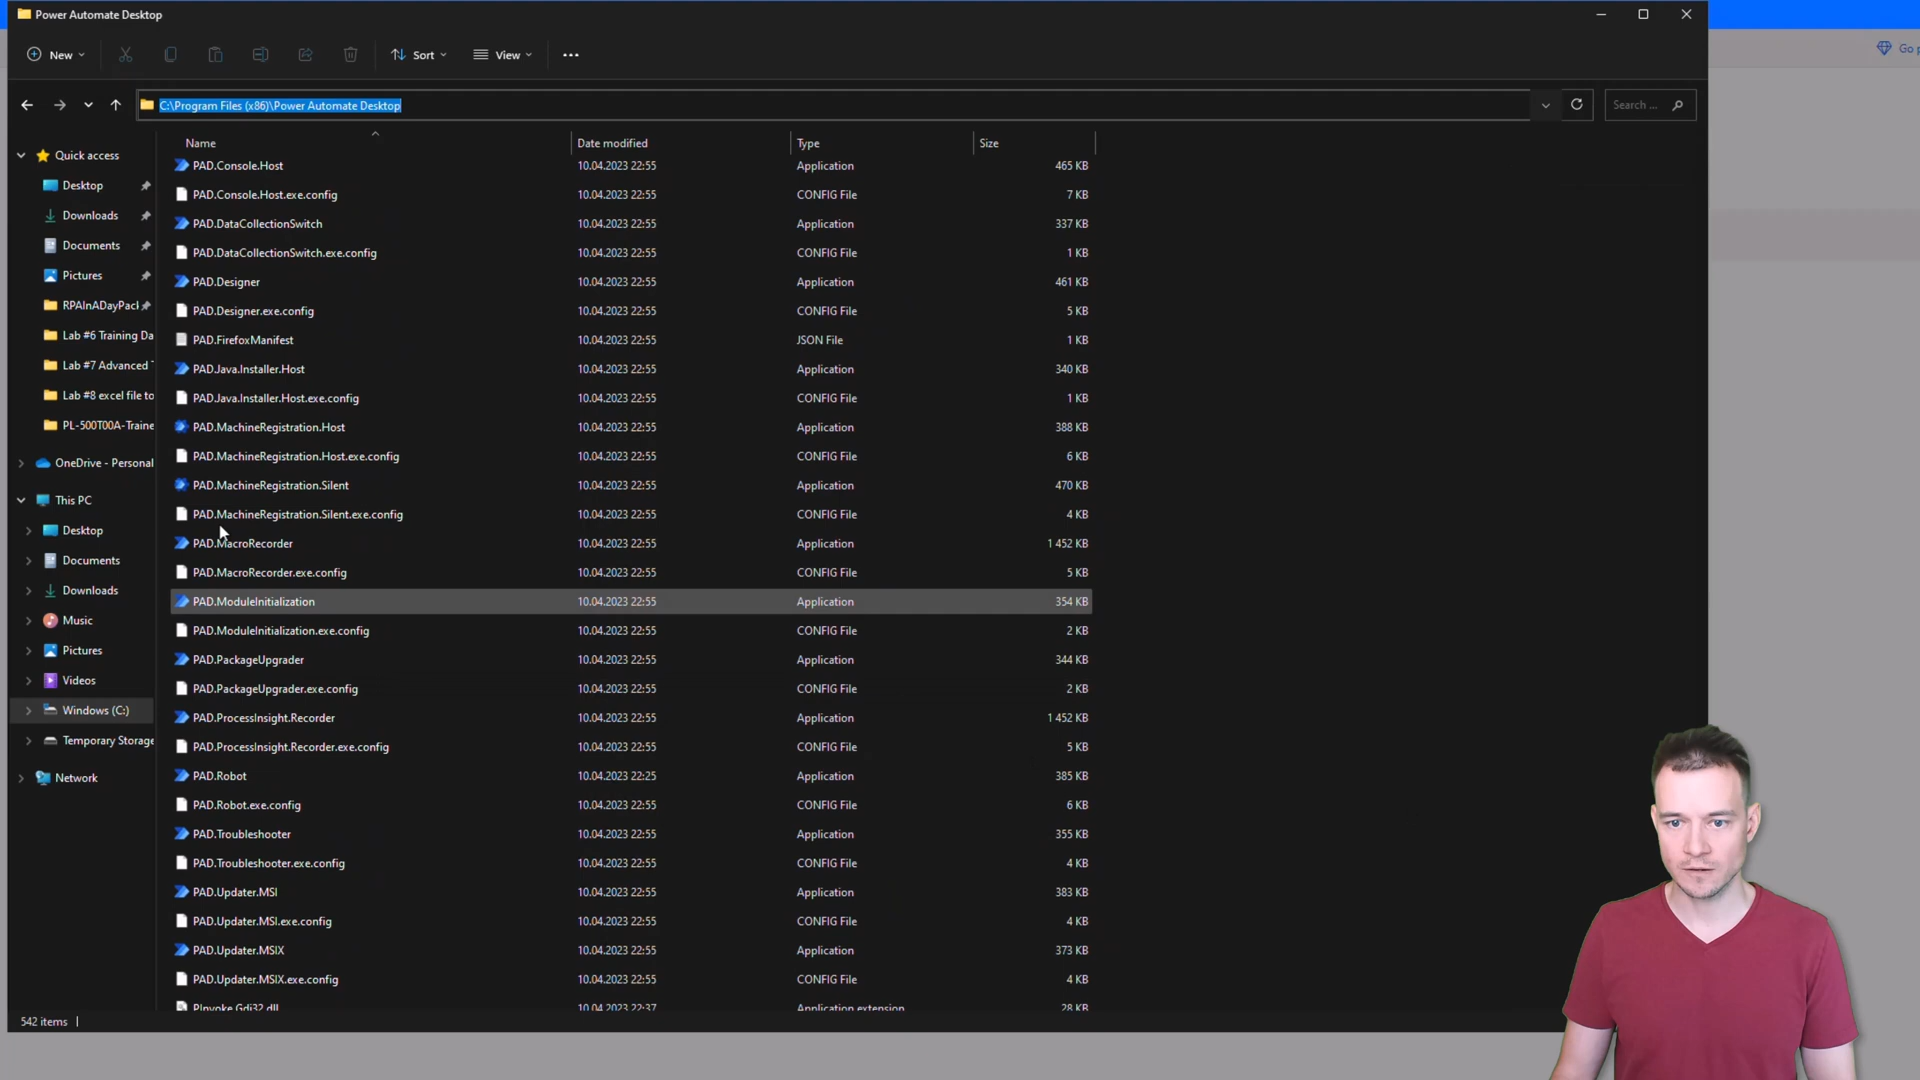 Power Automate Desktop
New
Sort
View
Go
C:\Program Files (x86)\Power Automate Desktop
Search ...
Name Date modified Type Size
Quick access
Desktop
Downloads
Documents
Pictures
RPAInADayPack
Lab #6 Training Da
Lab #7 Advanced
Lab #8 excel file to
PL-500T00A-Traine
OneDrive - Personal
This PC
Desktop
Documents
Downloads
Music
Pictures
Videos
Windows (C:)
Temporary Storage
Network
PAD.Console.Host 10.04.2023 22:55 Application 465 KB
PAD.Console.Host.exe.config 10.04.2023 22:55 CONFIG File 7 KB
PAD.DataCollectionSwitch 10.04.2023 22:55 Application 337 KB
PAD.DataCollectionSwitch.exe.config 10.04.2023 22:55 CONFIG File 1 KB
PAD.Designer 10.04.2023 22:55 Application 461 KB
PAD.Designer.exe.config 10.04.2023 22:55 CONFIG File 5 KB
PAD.FirefoxManifest 10.04.2023 22:55 JSON File 1 KB
PAD.Java.Installer.Host 10.04.2023 22:55 Application 340 KB
PAD.Java.Installer.Host.exe.config 10.04.2023 22:55 CONFIG File 1 KB
PAD.MachineRegistration.Host 10.04.2023 22:55 Application 388 KB
PAD.MachineRegistration.Host.exe.config 10.04.2023 22:55 CONFIG File 6 KB
PAD.MachineRegistration.Silent 10.04.2023 22:55 Application 470 KB
PAD.MachineRegistration.Silent.exe.config 10.04.2023 22:55 CONFIG File 4 KB
PAD.MacroRecorder 10.04.2023 22:55 Application 1 452 KB
PAD.MacroRecorder.exe.config 10.04.2023 22:55 CONFIG File 5 KB
PAD.ModuleInitialization 10.04.2023 22:55 Application 354 KB
PAD.ModuleInitialization.exe.config 10.04.2023 22:55 CONFIG File 2 KB
PAD.PackageUpgrader 10.04.2023 22:55 Application 344 KB
PAD.PackageUpgrader.exe.config 10.04.2023 22:55 CONFIG File 2 KB
PAD.ProcessInsight.Recorder 10.04.2023 22:55 Application 1 452 KB
PAD.ProcessInsight.Recorder.exe.config 10.04.2023 22:55 CONFIG File 5 KB
PAD.Robot 10.04.2023 22:25 Application 385 KB
PAD.Robot.exe.config 10.04.2023 22:55 CONFIG File 6 KB
PAD.Troubleshooter 10.04.2023 22:55 Application 355 KB
PAD.Troubleshooter.exe.config 10.04.2023 22:55 CONFIG File 4 KB
PAD.Updater.MSI 10.04.2023 22:55 Application 383 KB
PAD.Updater.MSI.exe.config 10.04.2023 22:55 CONFIG File 4 KB
PAD.Updater.MSIX 10.04.2023 22:55 Application 373 KB
PAD.Updater.MSIX.exe.config 10.04.2023 22:55 CONFIG File 4 KB
PInvoke.Gdi32.dll 10.04.2023 22:37 Application extension 28 KB
542 items